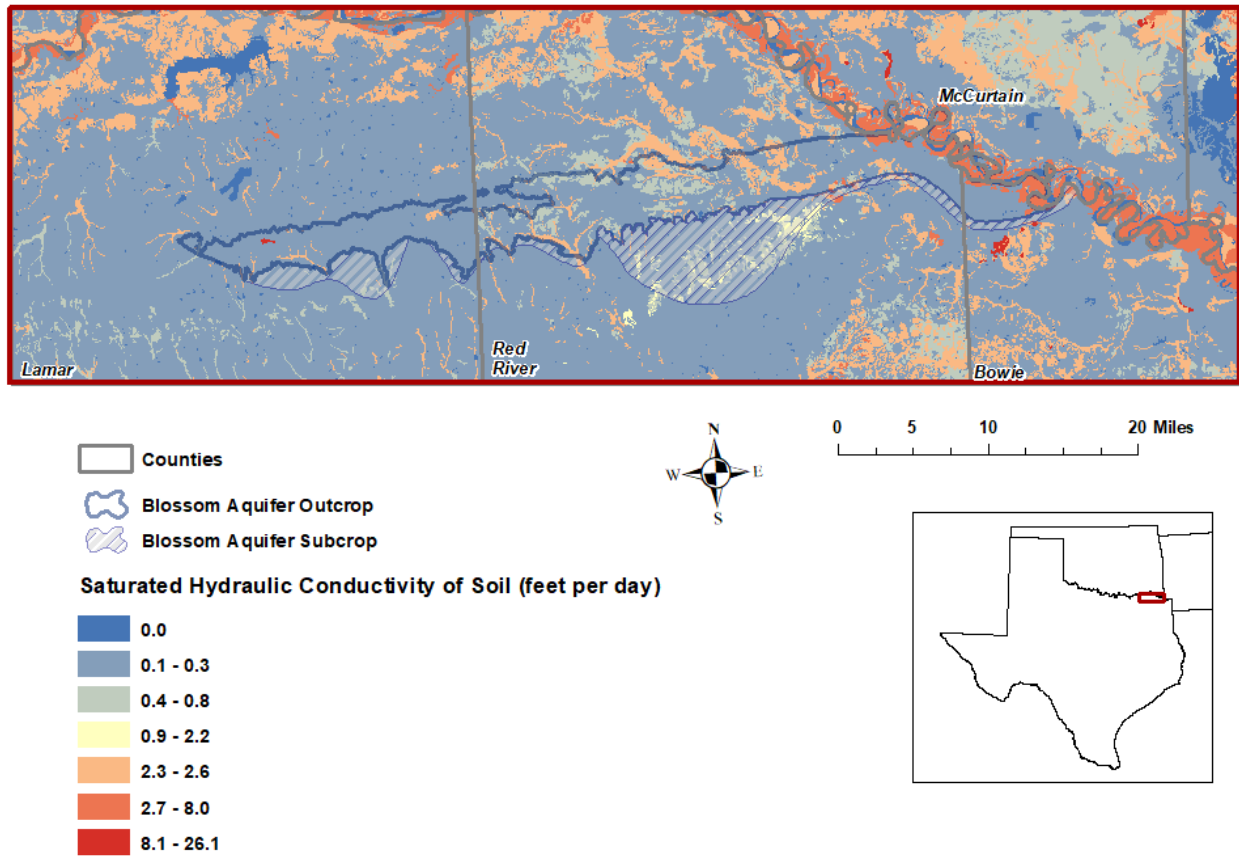 McCurtain
Lamar
Red
River
Bowie
Counties
Blossom Aquifer Outcrop
Blossom Aquifer Subcrop
Saturated Hydraulic Conductivity of Soil (feet per day)
0.0
0.1 - 0.3
0.4 - 0.8
0.9 - 2.2
2.3 - 2.6
2.7 - 8.0
8.1 - 26.1
N
W E
S
0 5 10 20 Miles